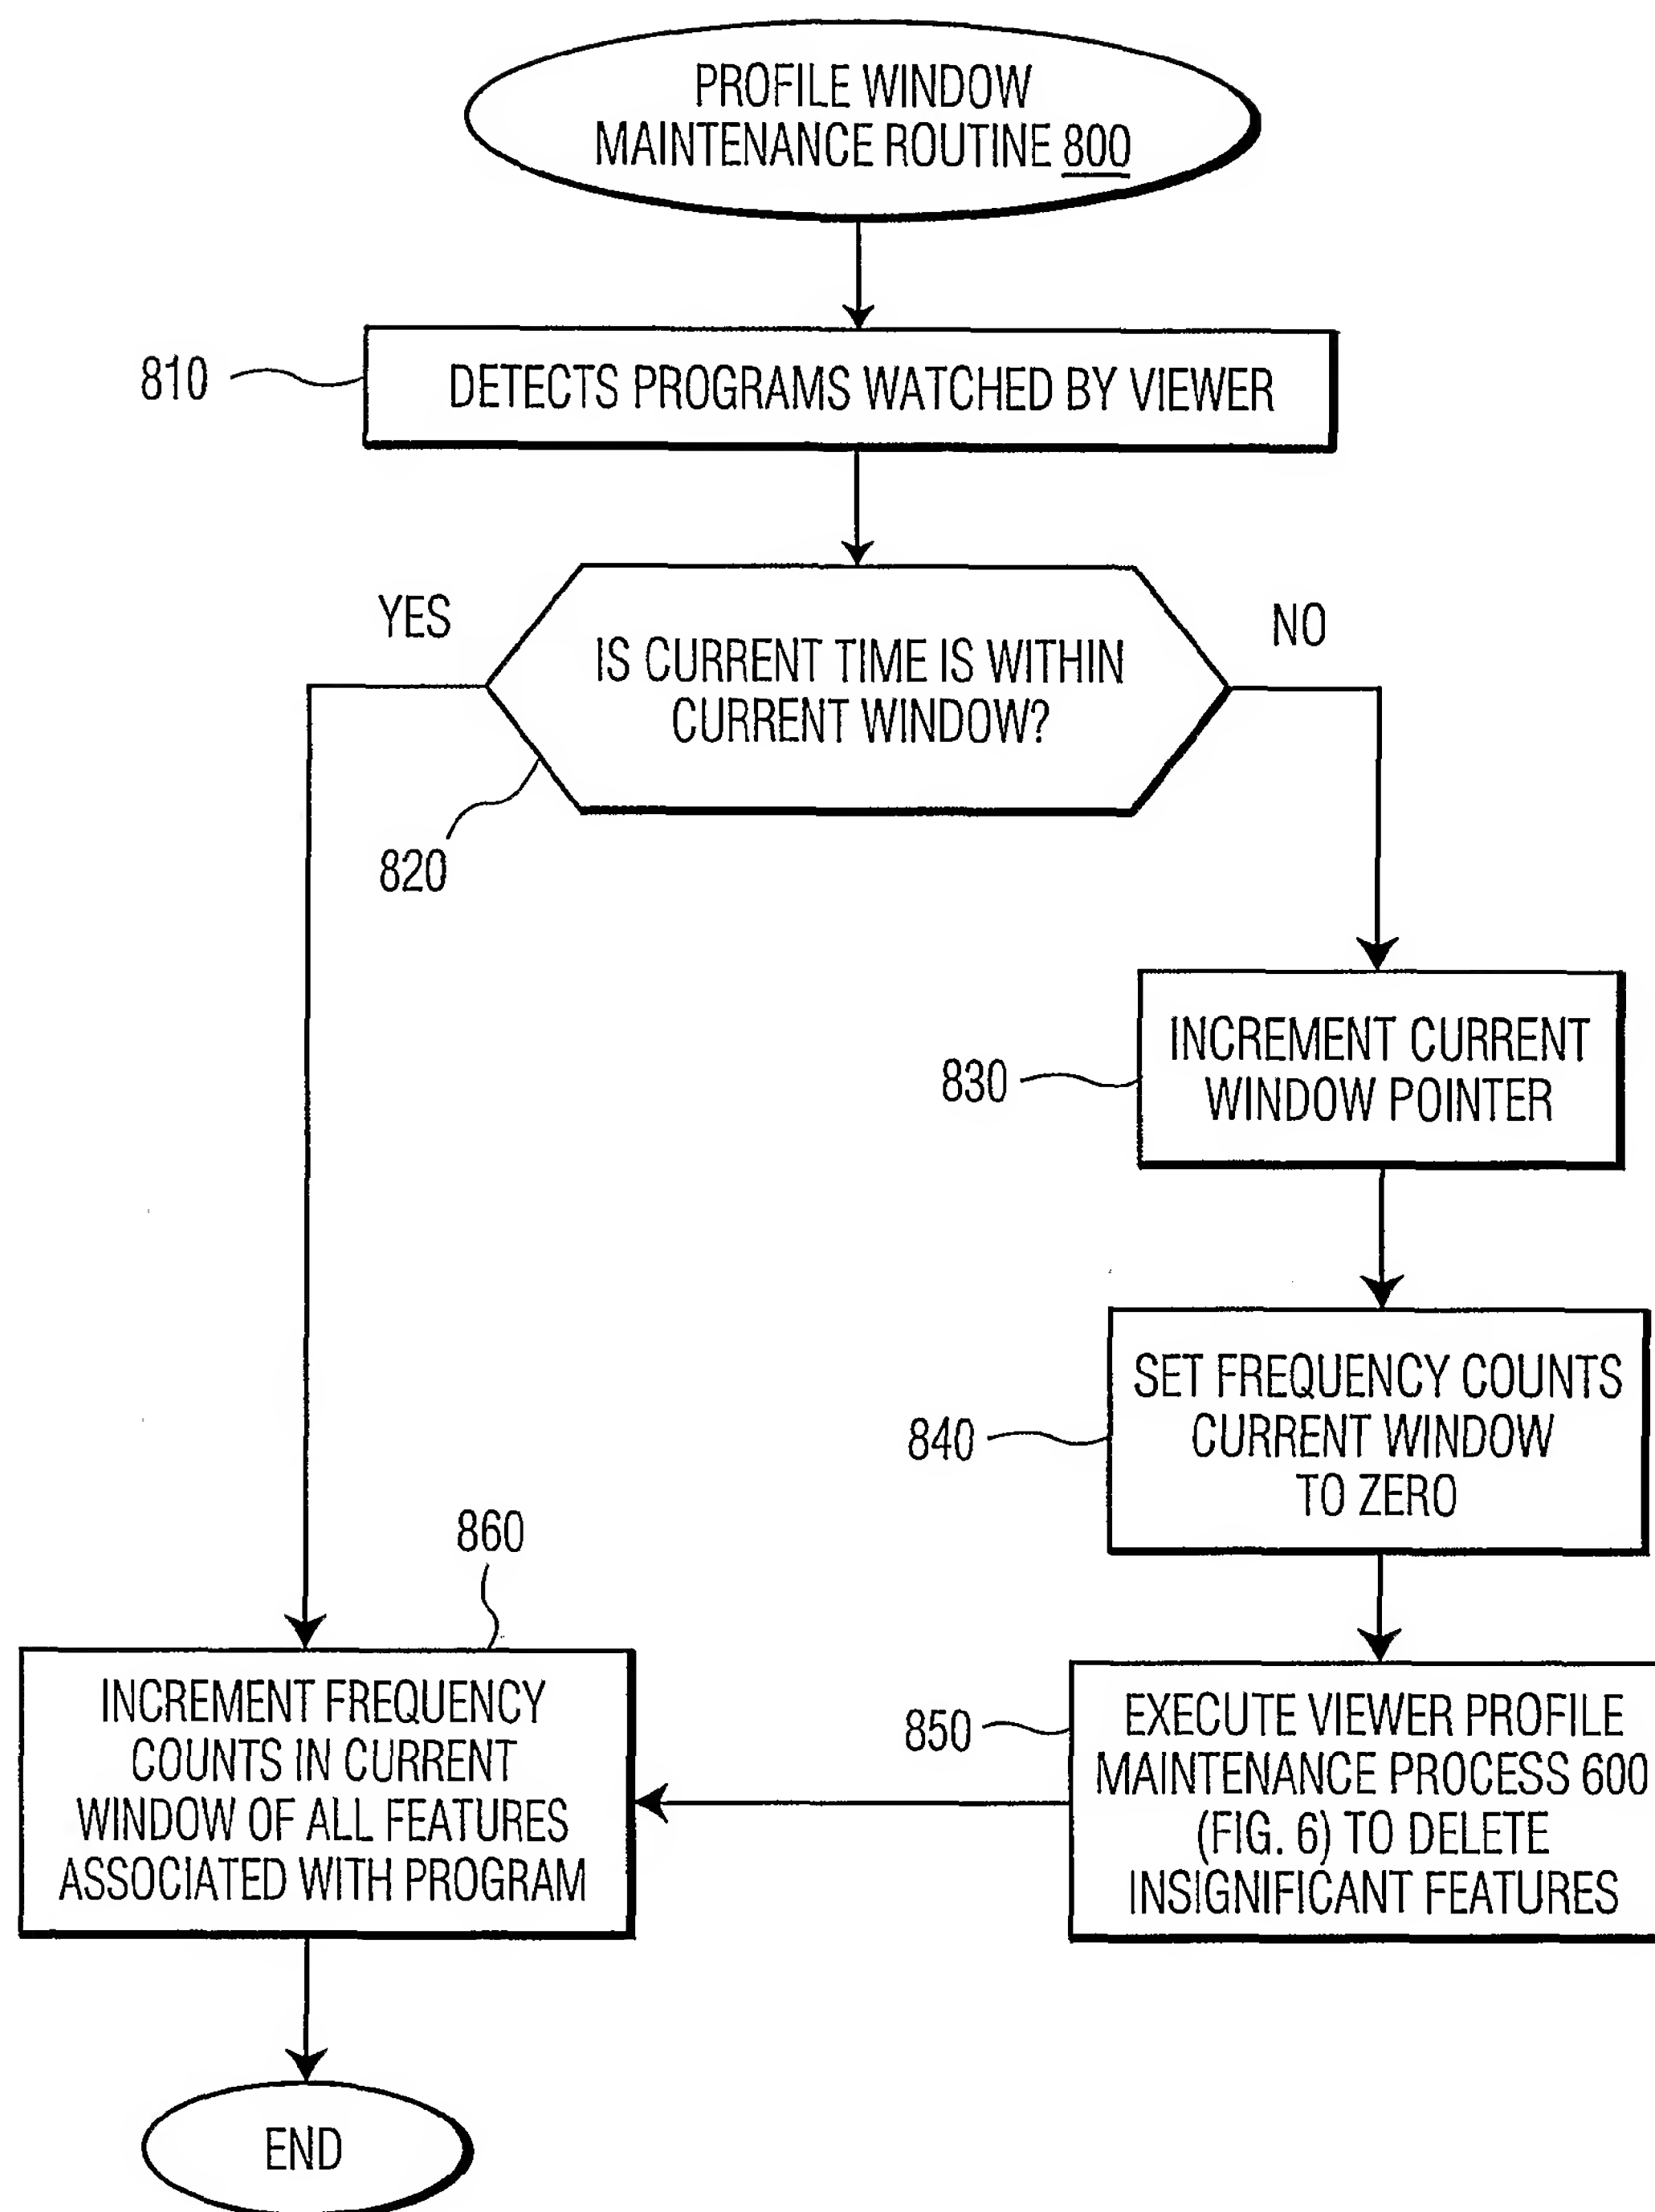 PROFILE WINDOW
MAINTENANCE ROUTINE 800
810
DETECTS PROGRAMS WATCHED BY VIEWER
YES
NO
IS CURRENT TIME IS WITHIN
CURRENT WINDOW?
820
INCREMENT CURRENT
WINDOW POINTER
830
SET FREQUENCY COUNTS
CURRENT WINDOW
TO ZERO
840
860
INCREMENT FREQUENCY
COUNTS IN CURRENT
WINDOW OF ALL FEATURES
ASSOCIATED WITH PROGRAM
850
EXECUTE VIEWER PROFILE
MAINTENANCE PROCESS 600
(FIG. 6) TO DELETE
INSIGNIFICANT FEATURES
END